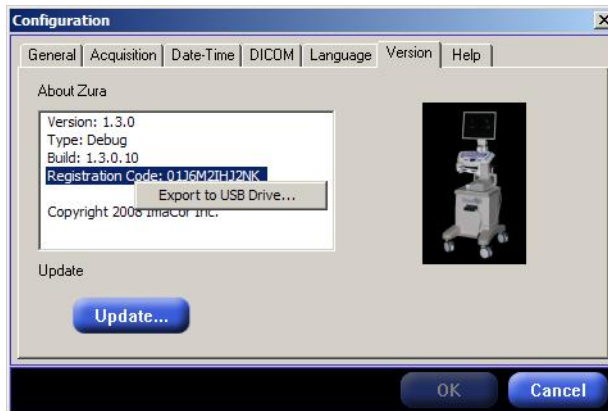 Configuration
General Acquisition Date-Time DICOM Language Version Help
About Zura
Version: 1.3.0
Type: Debug
Build: 1.3.0.10
Registration Code: 01J6M2IHJ2NK
Export to USB Drive...
Copyright 2008 ImaCor Inc.
Update
Update...
OK Cancel